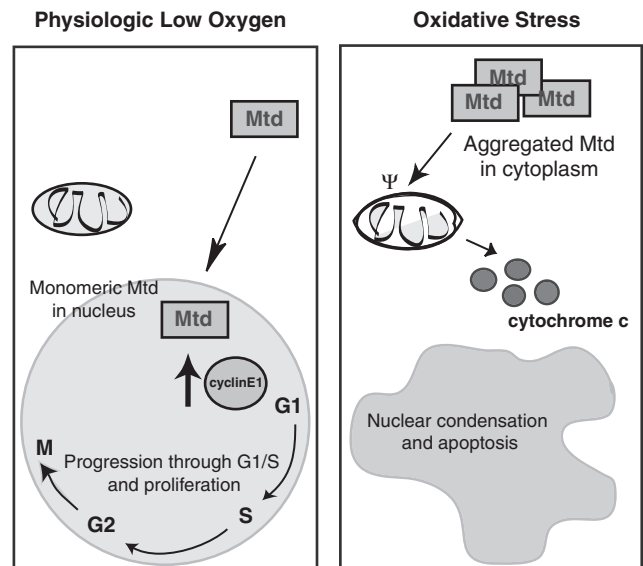 Physiologic Low Oxygen
Mtd
Monomeric Mtd
in nucleus
Mtd
cyclinE1
G1
M
Progression through G1/S
and proliferation
G2
S
Oxidative Stress
Mtd
Mtd
Mtd
Aggregated Mtd
in cytoplasm
Ψ
cytochrome c
Nuclear condensation
and apoptosis